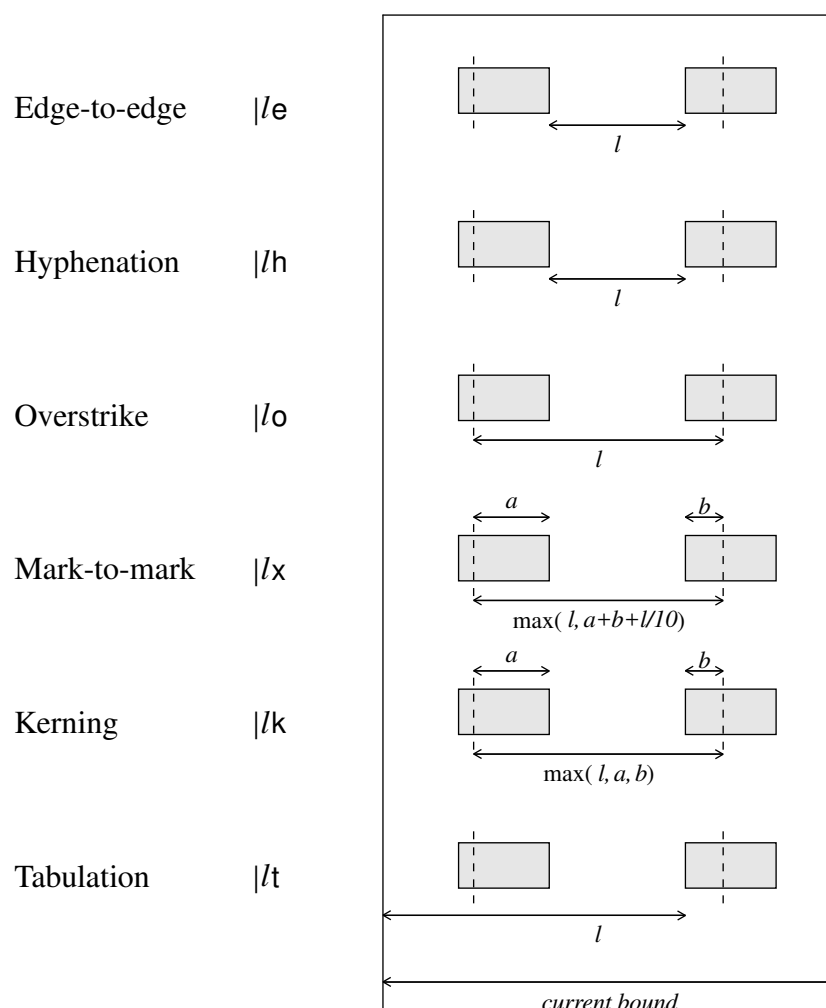 Edge-to-edge |le
l
Hyphenation |lh
l
Overstrike |lo
l
a b
Mark-to-mark |lx
max( l, a+b+l/10)
a b
Kerning |lk
max( l, a, b)
Tabulation |lt
l
current bound